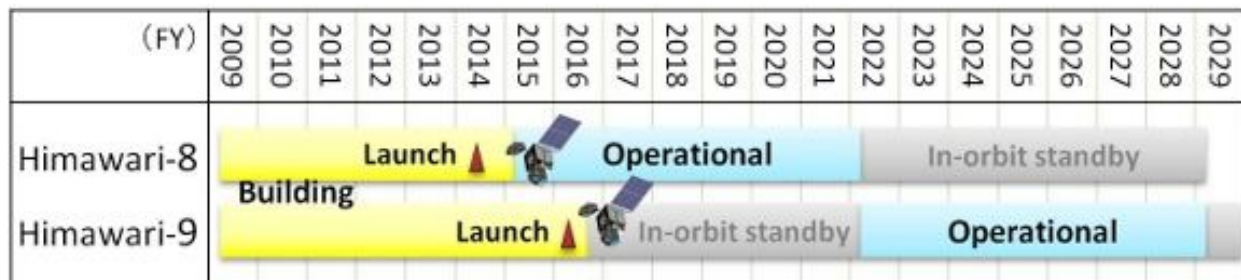 （FY） 2009 2010 2011 2012 2013 2014 2015 2016 2017 2018 2019 2020 2021 2022 2023 2024 2025 2026 2027 2028 2029
Himawari-8 Launch Operational In-orbit standby
Building
Himawari-9 Launch In-orbit standby Operational